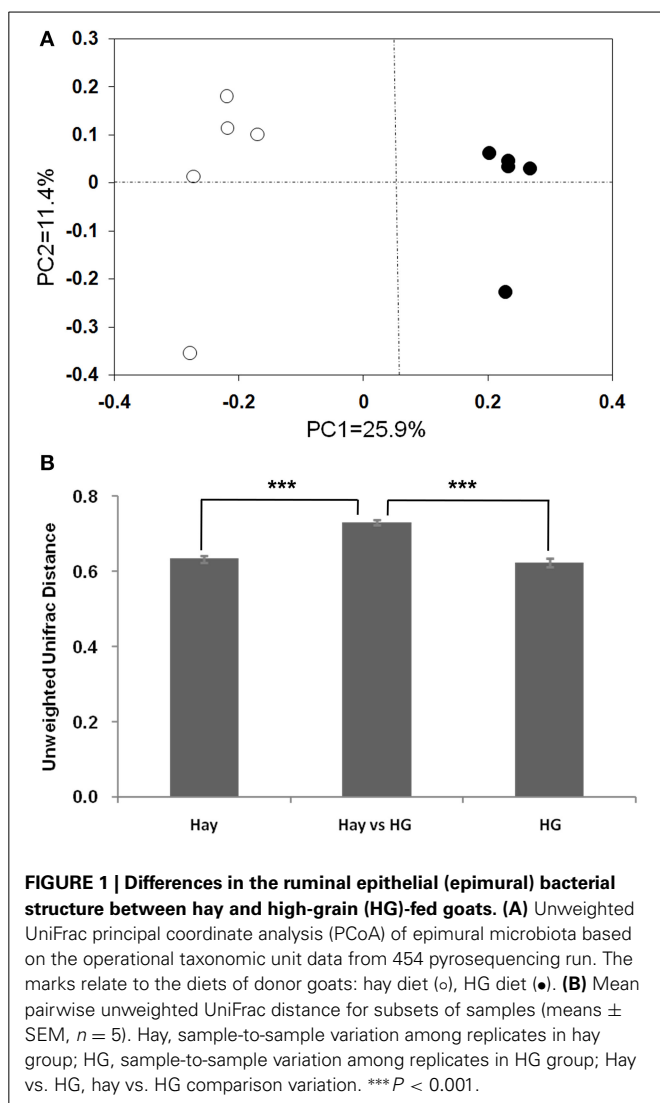 A
0.3
0.2
0.1
0
-0.1
-0.2
-0.3
-0.4
PC2=11.4%
-0.4 -0.2 0 0.2 0.4
PC1=25.9%
B
0.8
0.6
0.4
0.2
0.0
Unweighted Unifrac Distance
*** ***
Hay Hay vs HG HG
FIGURE 1 | Differences in the ruminal epithelial (epimural) bacterial
structure between hay and high-grain (HG)-fed goats. (A) Unweighted
UniFrac principal coordinate analysis (PCoA) of epimural microbiota based
on the operational taxonomic unit data from 454 pyrosequencing run. The
marks relate to the diets of donor goats: hay diet (○), HG diet (●). (B) Mean
pairwise unweighted UniFrac distance for subsets of samples (means ±
SEM, n = 5). Hay, sample-to-sample variation among replicates in hay
group; HG, sample-to-sample variation among replicates in HG group; Hay
vs. HG, hay vs. HG comparison variation. ***P < 0.001.